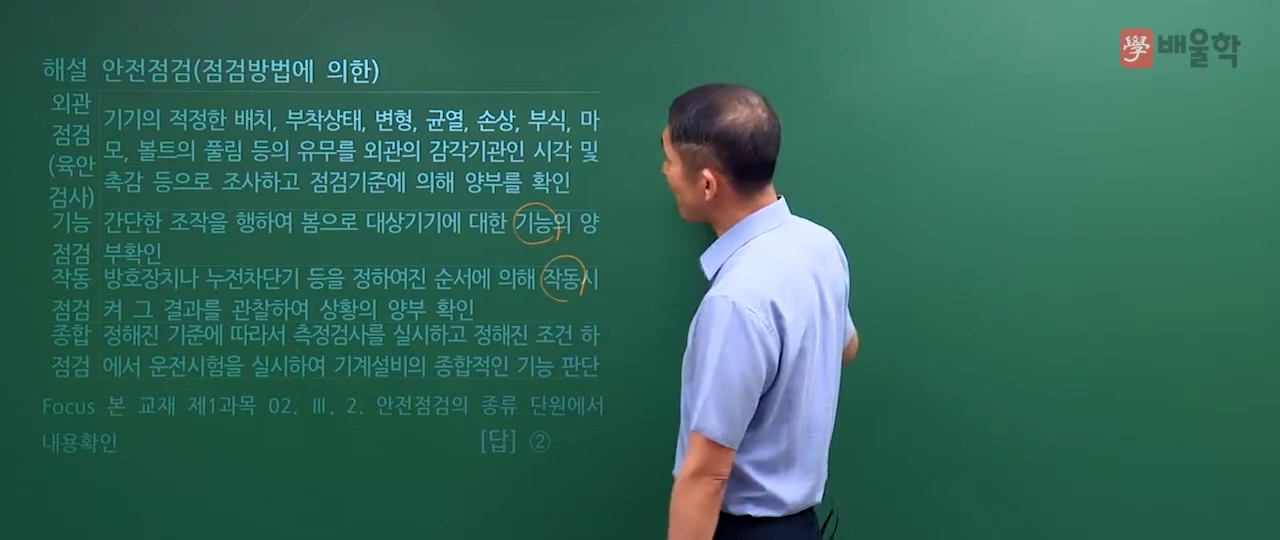 學 배울학
해설 안전점검(점검방법에 의한)
외관
점검
(육안
검사)
기기의 적정한 배치, 부착상태, 변형, 균열, 손상, 부식, 마
모, 볼트의 풀림 등의 유무를 외관의 감각기관인 시각 및
촉감 등으로 조사하고 점검기준에 의해 양부를 확인
기능 간단한 조작을 행하여 봄으로 대상기기에 대한 기능의 양
점검 부확인
작동 방호장치나 누전차단기 등을 정하여진 순서에 의해 작동시
점검 켜 그 결과를 관찰하여 상황의 양부 확인
종합 정해진 기준에 따라서 측정검사를 실시하고 정해진 조건 하
점검 에서 운전시험을 실시하여 기계설비의 종합적인 기능 판단
Focus 본 교재 제1과목 02. Ⅲ. 2. 안전점검의 종류 단원에서
내용확인 [답] ②